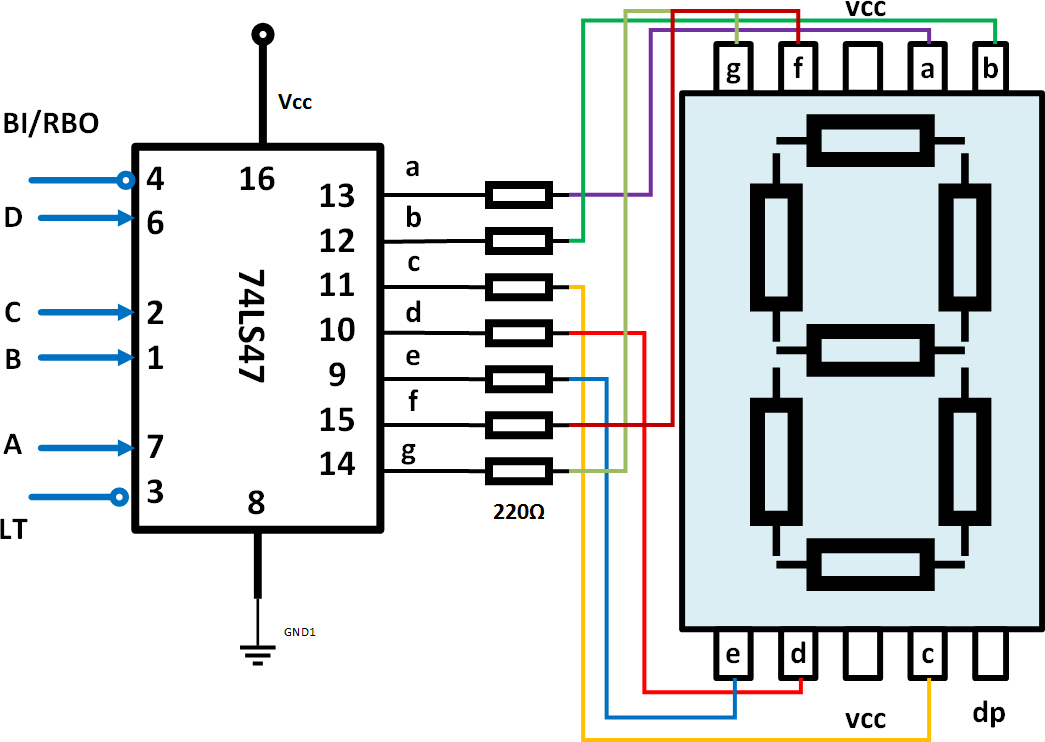 vcc
g f a b
Vcc
BI/RBO
4 16 13 a
D 6 12 b
11 c
C 2 10 d
B 1 9 e
74LS47
15 f
A 7 14 g
3 8
220Ω
LT
GND1
e d c
vcc dp